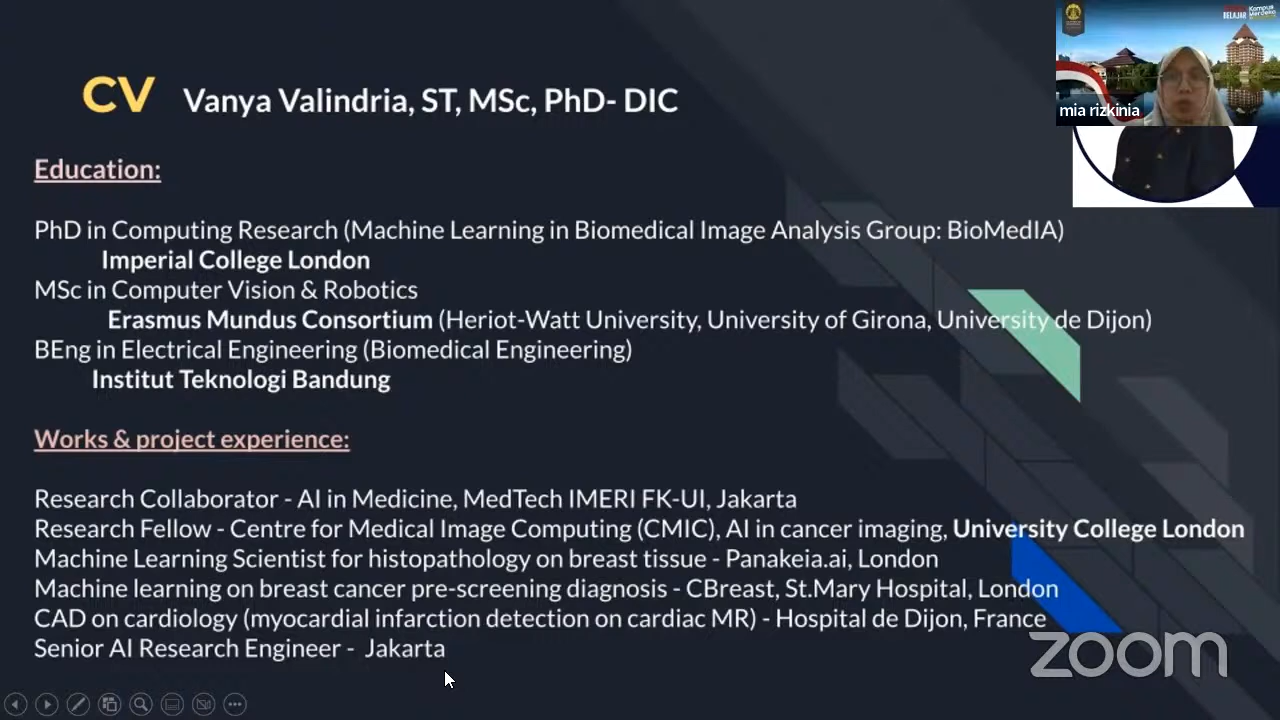 CV Vanya Valindria, ST, MSc, PhD- DIC
Education:
PhD in Computing Research (Machine Learning in Biomedical Image Analysis Group: BioMedIA)
Imperial College London
MSc in Computer Vision & Robotics
Erasmus Mundus Consortium (Heriot-Watt University, University of Girona, University de Dijon)
BEng in Electrical Engineering (Biomedical Engineering)
Institut Teknologi Bandung
Works & project experience:
Research Collaborator - AI in Medicine, MedTech IMERI FK-UI, Jakarta
Research Fellow - Centre for Medical Image Computing (CMIC), AI in cancer imaging, University College London
Machine Learning Scientist for histopathology on breast tissue - Panakeia.ai, London
Machine learning on breast cancer pre-screening diagnosis - CBreast, St.Mary Hospital, London
CAD on cardiology (myocardial infarction detection on cardiac MR) - Hospital de Dijon, France
Senior AI Research Engineer - Jakarta
BELAJAR
Kampus
Merdeka
mia rizkinia
zoom